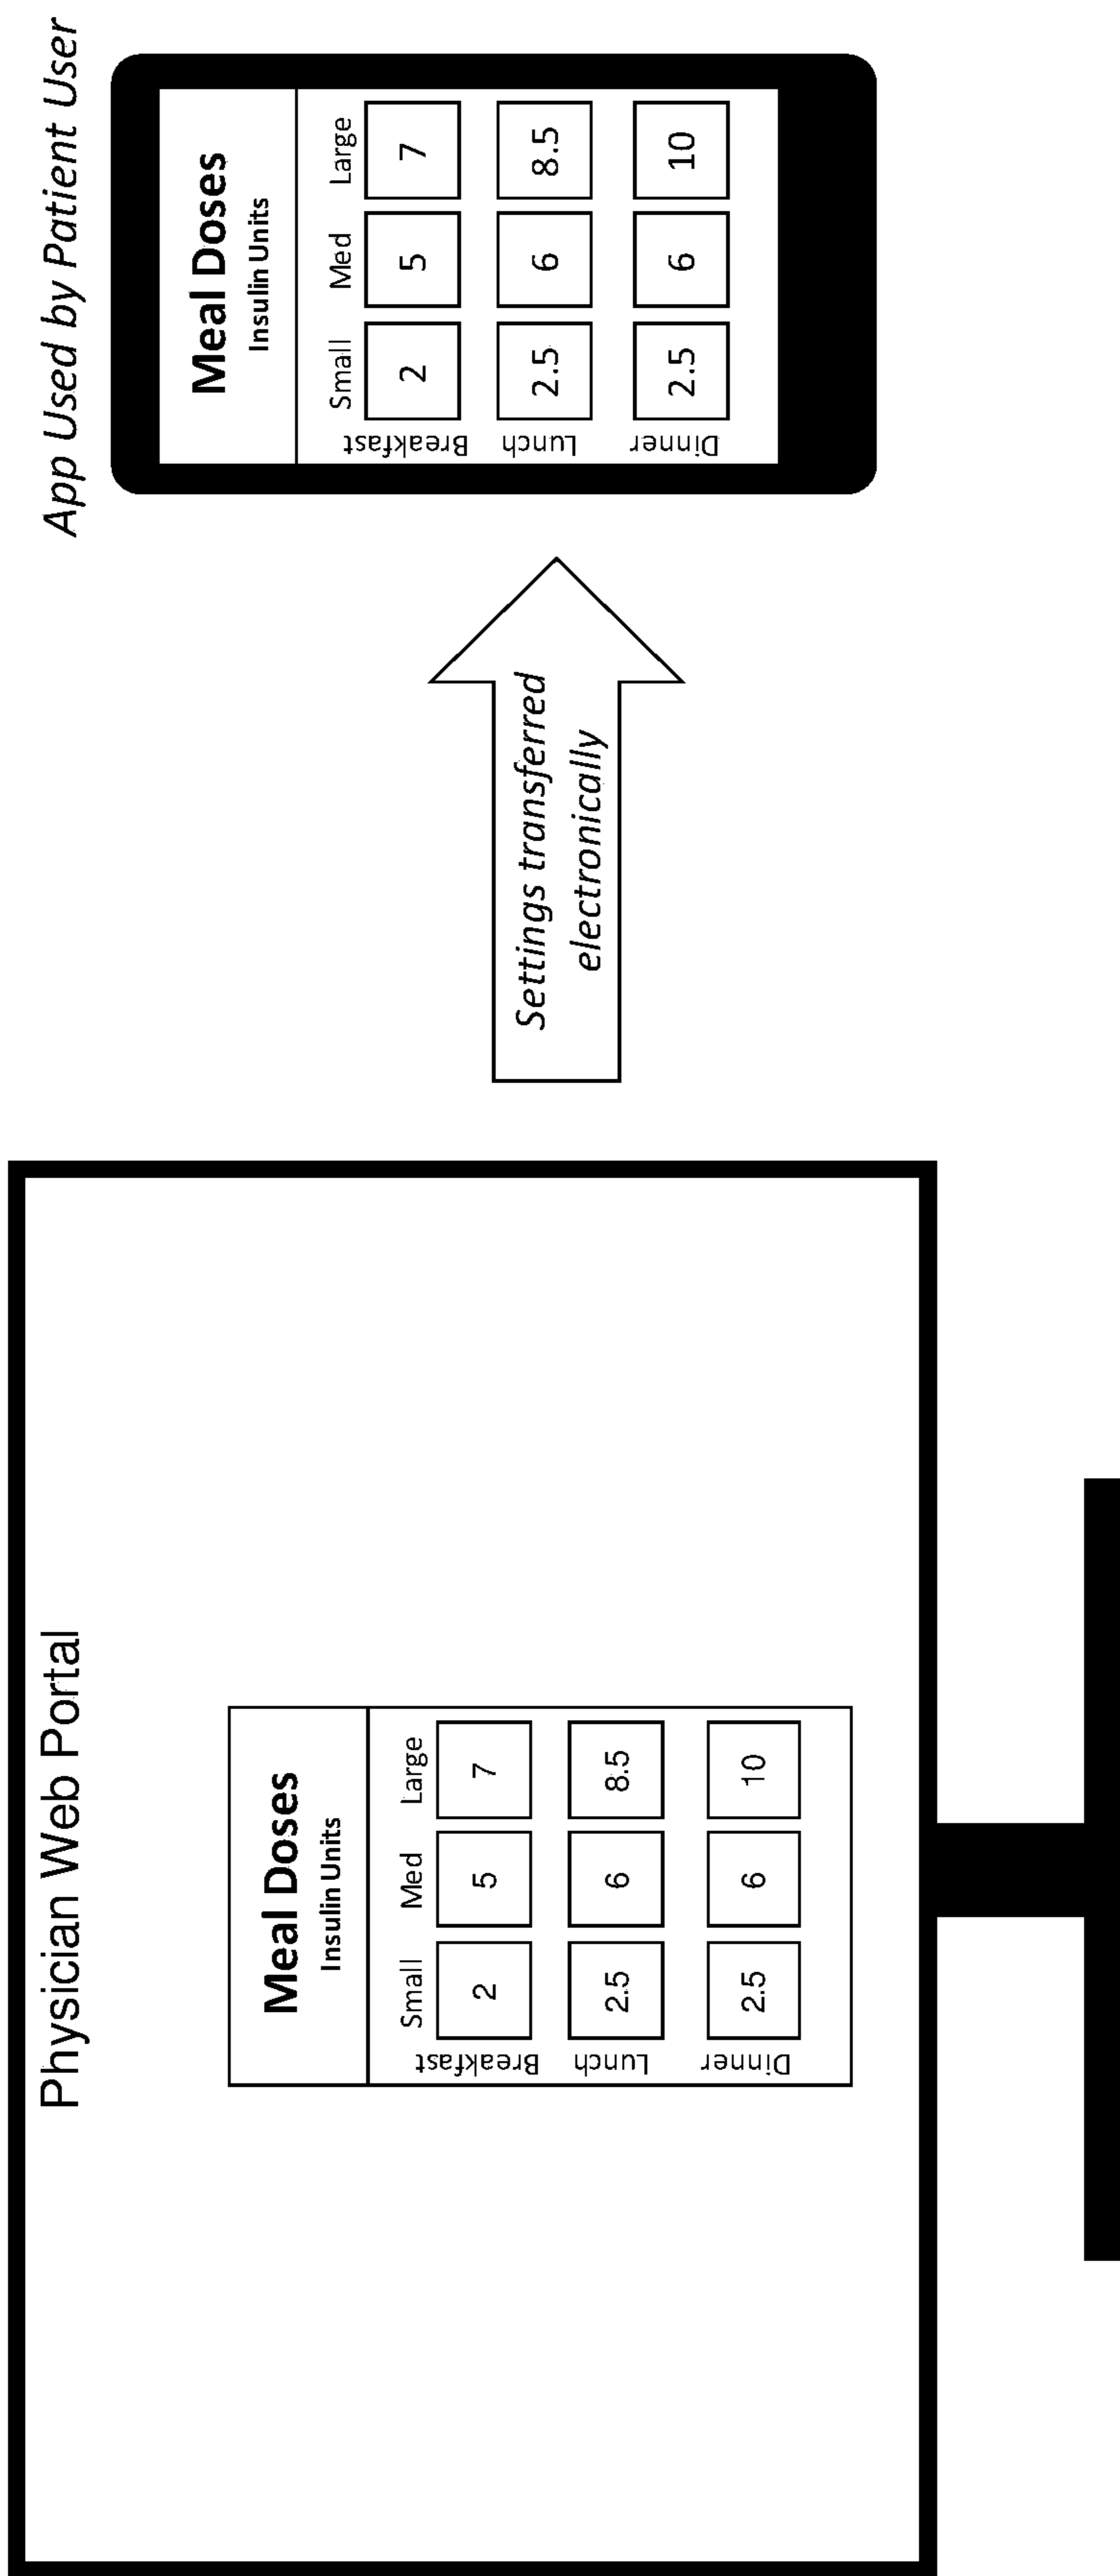 Physician Web Portal
Meal Doses
Insulin Units
Small Med Large
Breakfast 2 5 7
Lunch 2.5 6 8.5
Dinner 2.5 6 10
Settings transferred
electronically
App Used by Patient User
Meal Doses
Insulin Units
Small Med Large
Breakfast 2 5 7
Lunch 2.5 6 8.5
Dinner 2.5 6 10